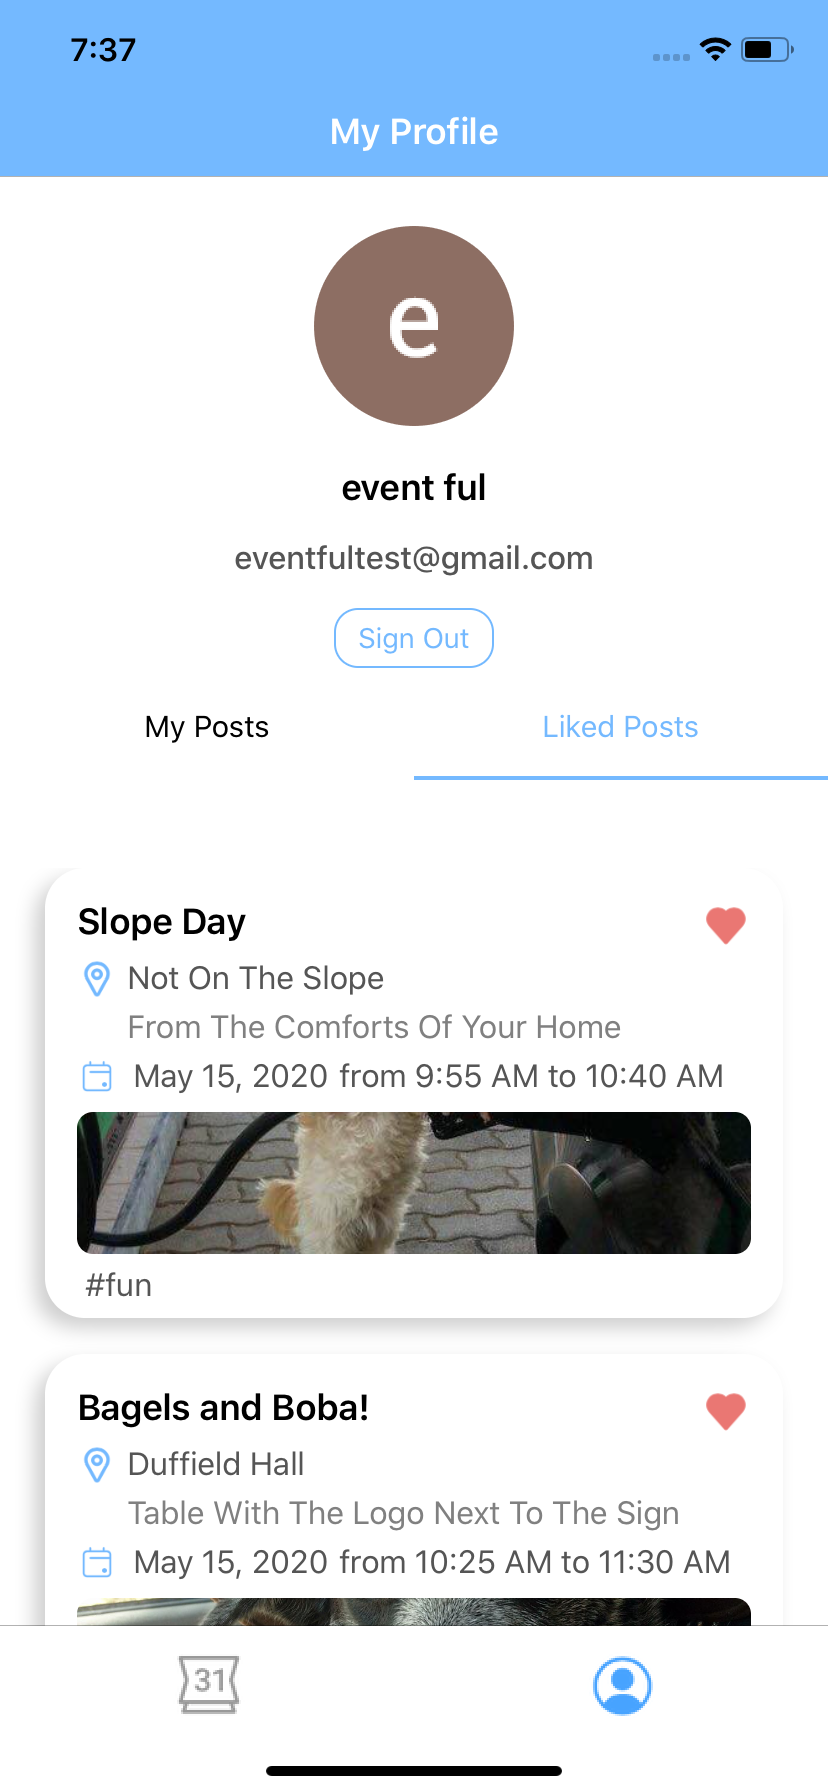 7:37
My Profile
e
event ful
eventfultest@gmail.com
Sign Out
My Posts
Liked Posts
Slope Day
Not On The Slope
From The Comforts Of Your Home
May 15, 2020 from 9:55 AM to 10:40 AM
#fun
Bagels and Boba!
Duffield Hall
Table With The Logo Next To The Sign
May 15, 2020 from 10:25 AM to 11:30 AM
31